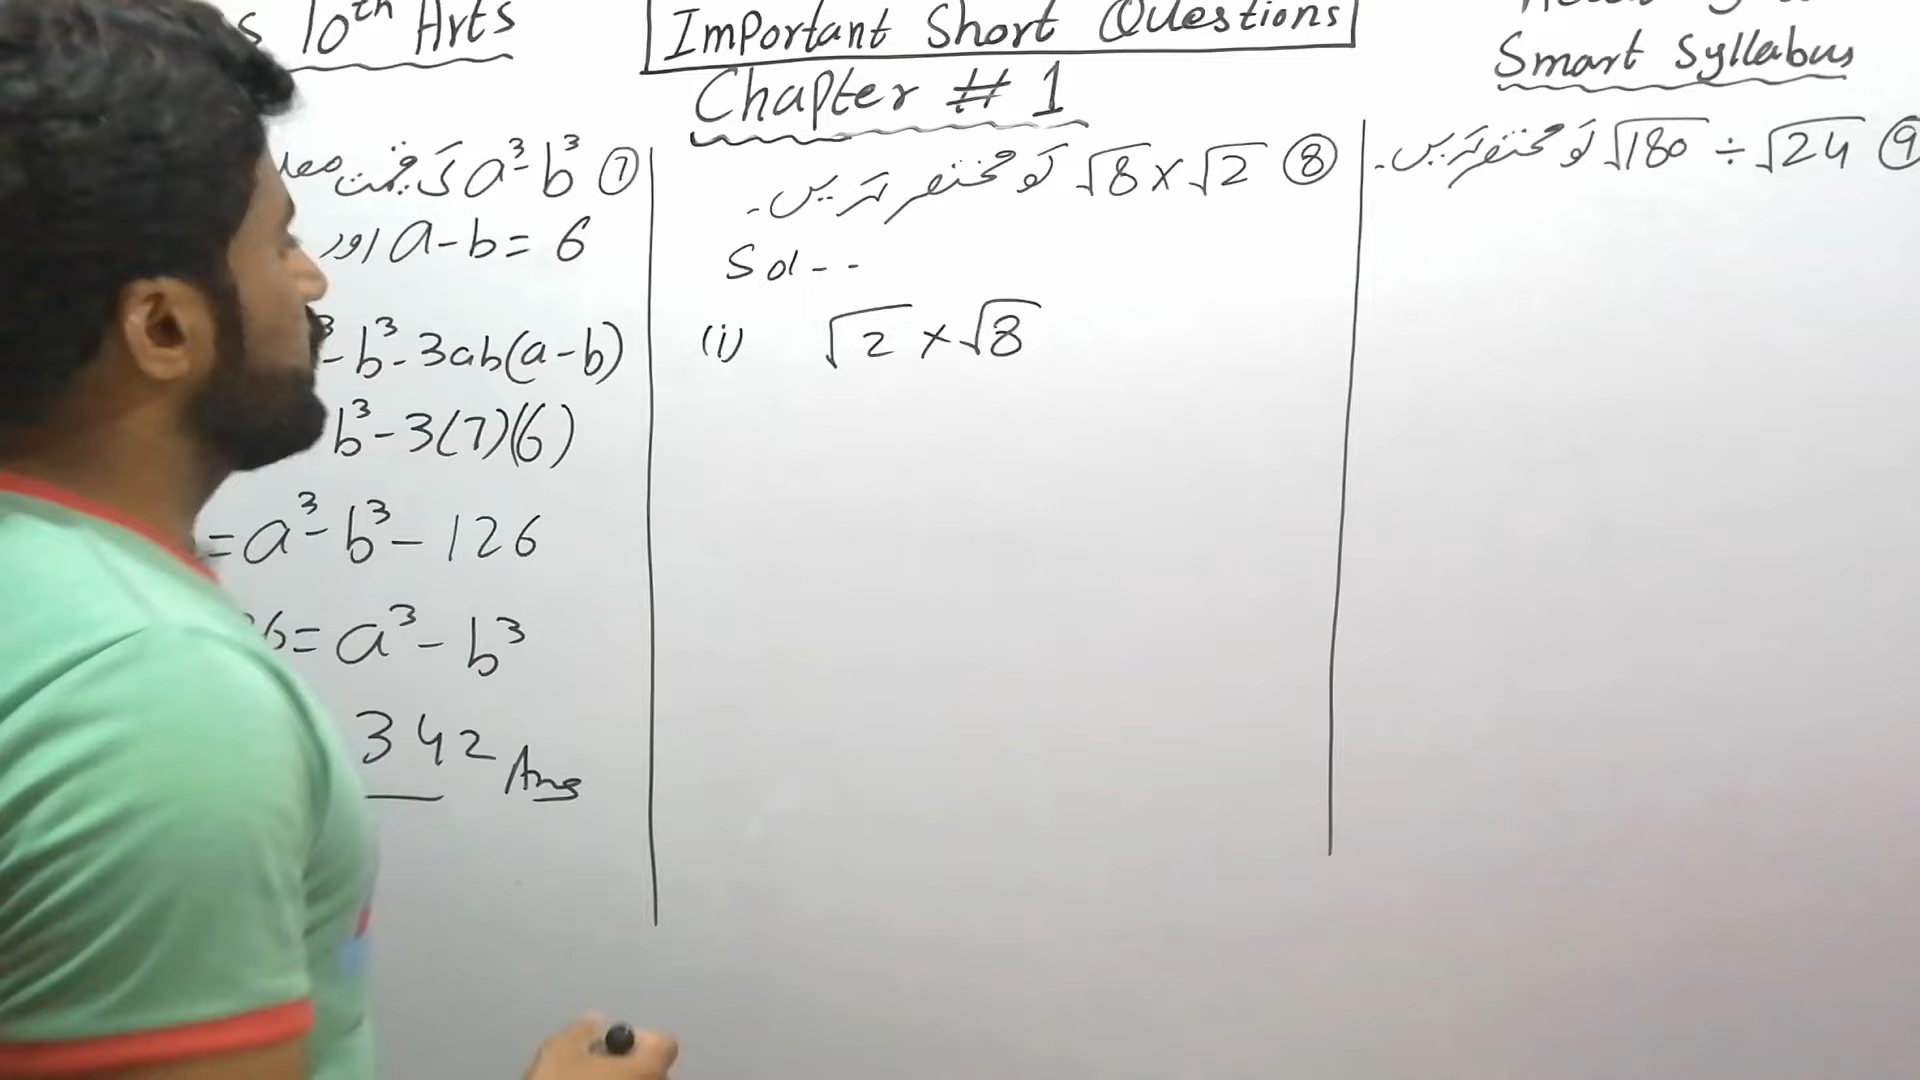 s 10th Arts
Important Short Questions
Smart Syllabus
Chapter # 1
⑦ a³-b³ کی قیمت
a-b = 6 اور
³-b³-3ab(a-b)
b³-3(7)(6)
=a³-b³-126
6=a³-b³
342 Ans
⑧ √8×√2 کو مختصر کریں۔
Sol--
(i) √2 × √8
⑨ √180 ÷ √24 کو مختصر کریں۔